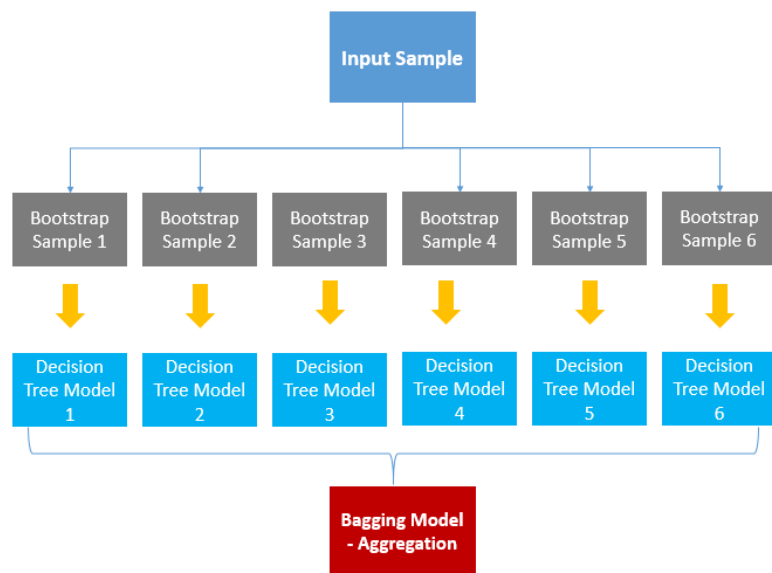 Input Sample
Bootstrap
Sample 1
Bootstrap
Sample 2
Bootstrap
Sample 3
Bootstrap
Sample 4
Bootstrap
Sample 5
Bootstrap
Sample 6
Decision
Tree Model
1
Decision
Tree Model
2
Decision
Tree Model
3
Decision
Tree Model
4
Decision
Tree Model
5
Decision
Tree Model
6
Bagging Model
- Aggregation